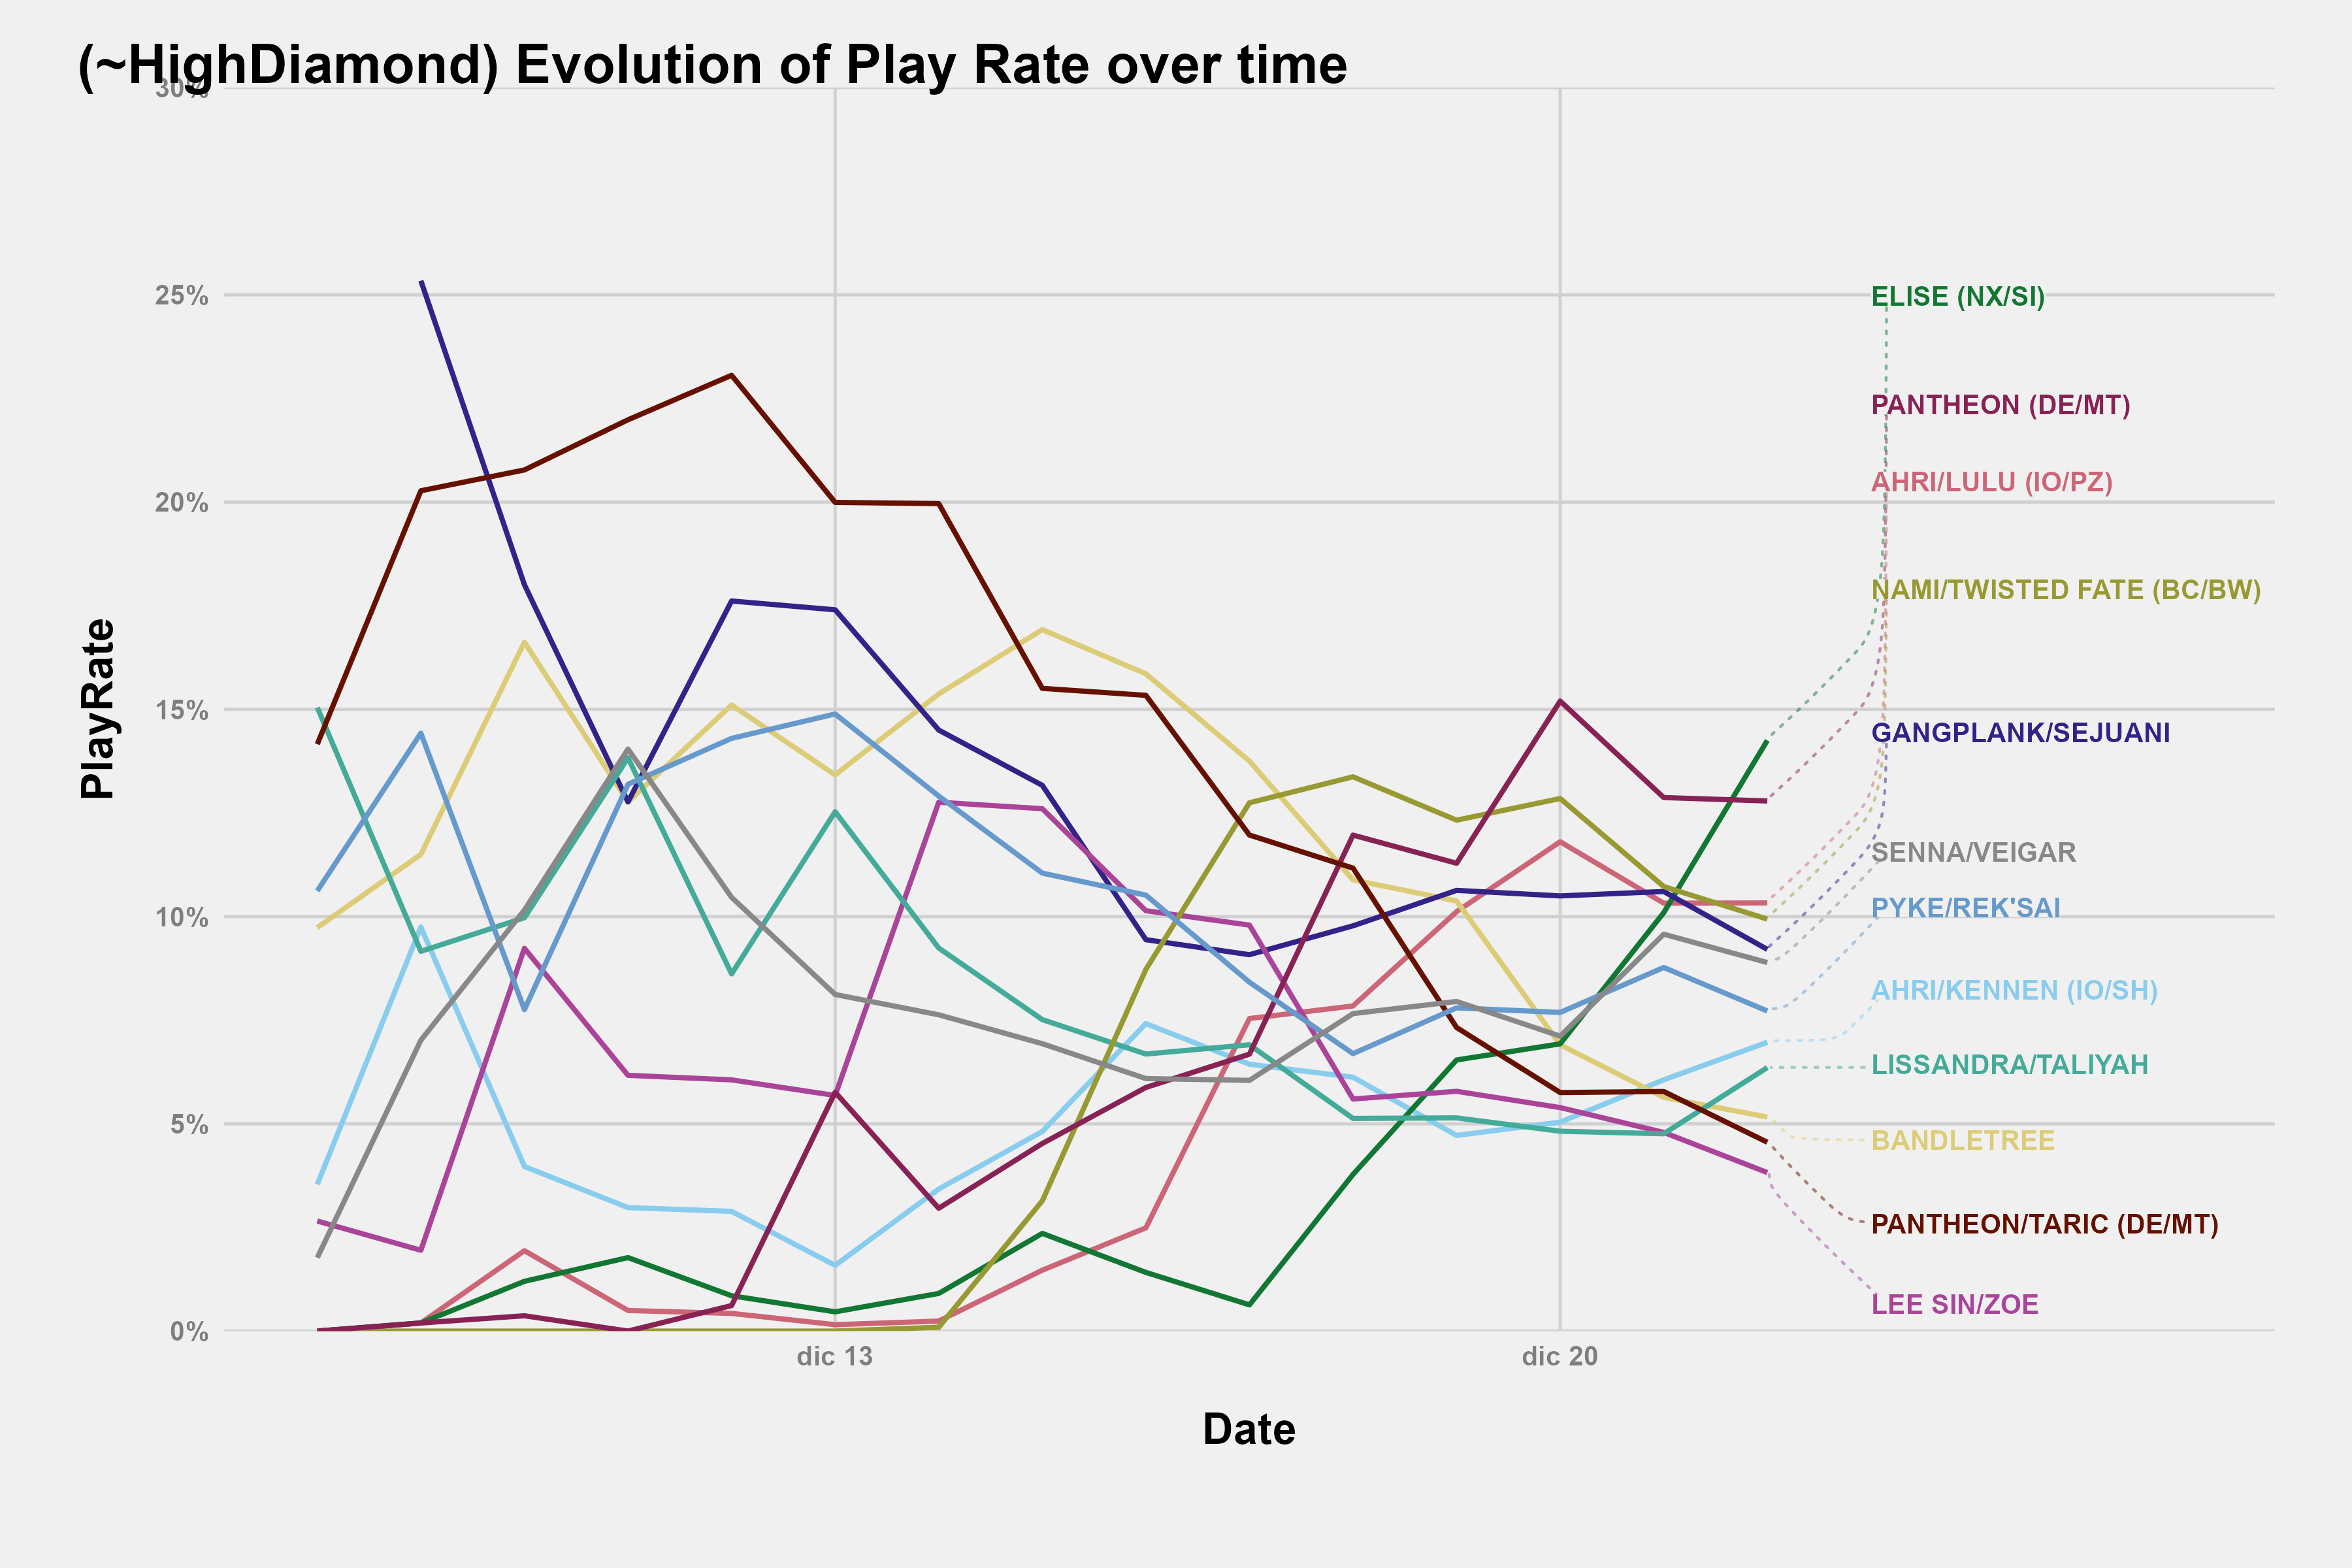 (~HighDiamond) Evolution of Play Rate over time
30%
25%
20%
15%
10%
5%
0%
PlayRate
dic 13
dic 20
Date
ELISE (NX/SI)
PANTHEON (DE/MT)
AHRI/LULU (IO/PZ)
NAMI/TWISTED FATE (BC/BW)
GANGPLANK/SEJUANI
SENNA/VEIGAR
PYKE/REK'SAI
AHRI/KENNEN (IO/SH)
LISSANDRA/TALIYAH
BANDLETREE
PANTHEON/TARIC (DE/MT)
LEE SIN/ZOE